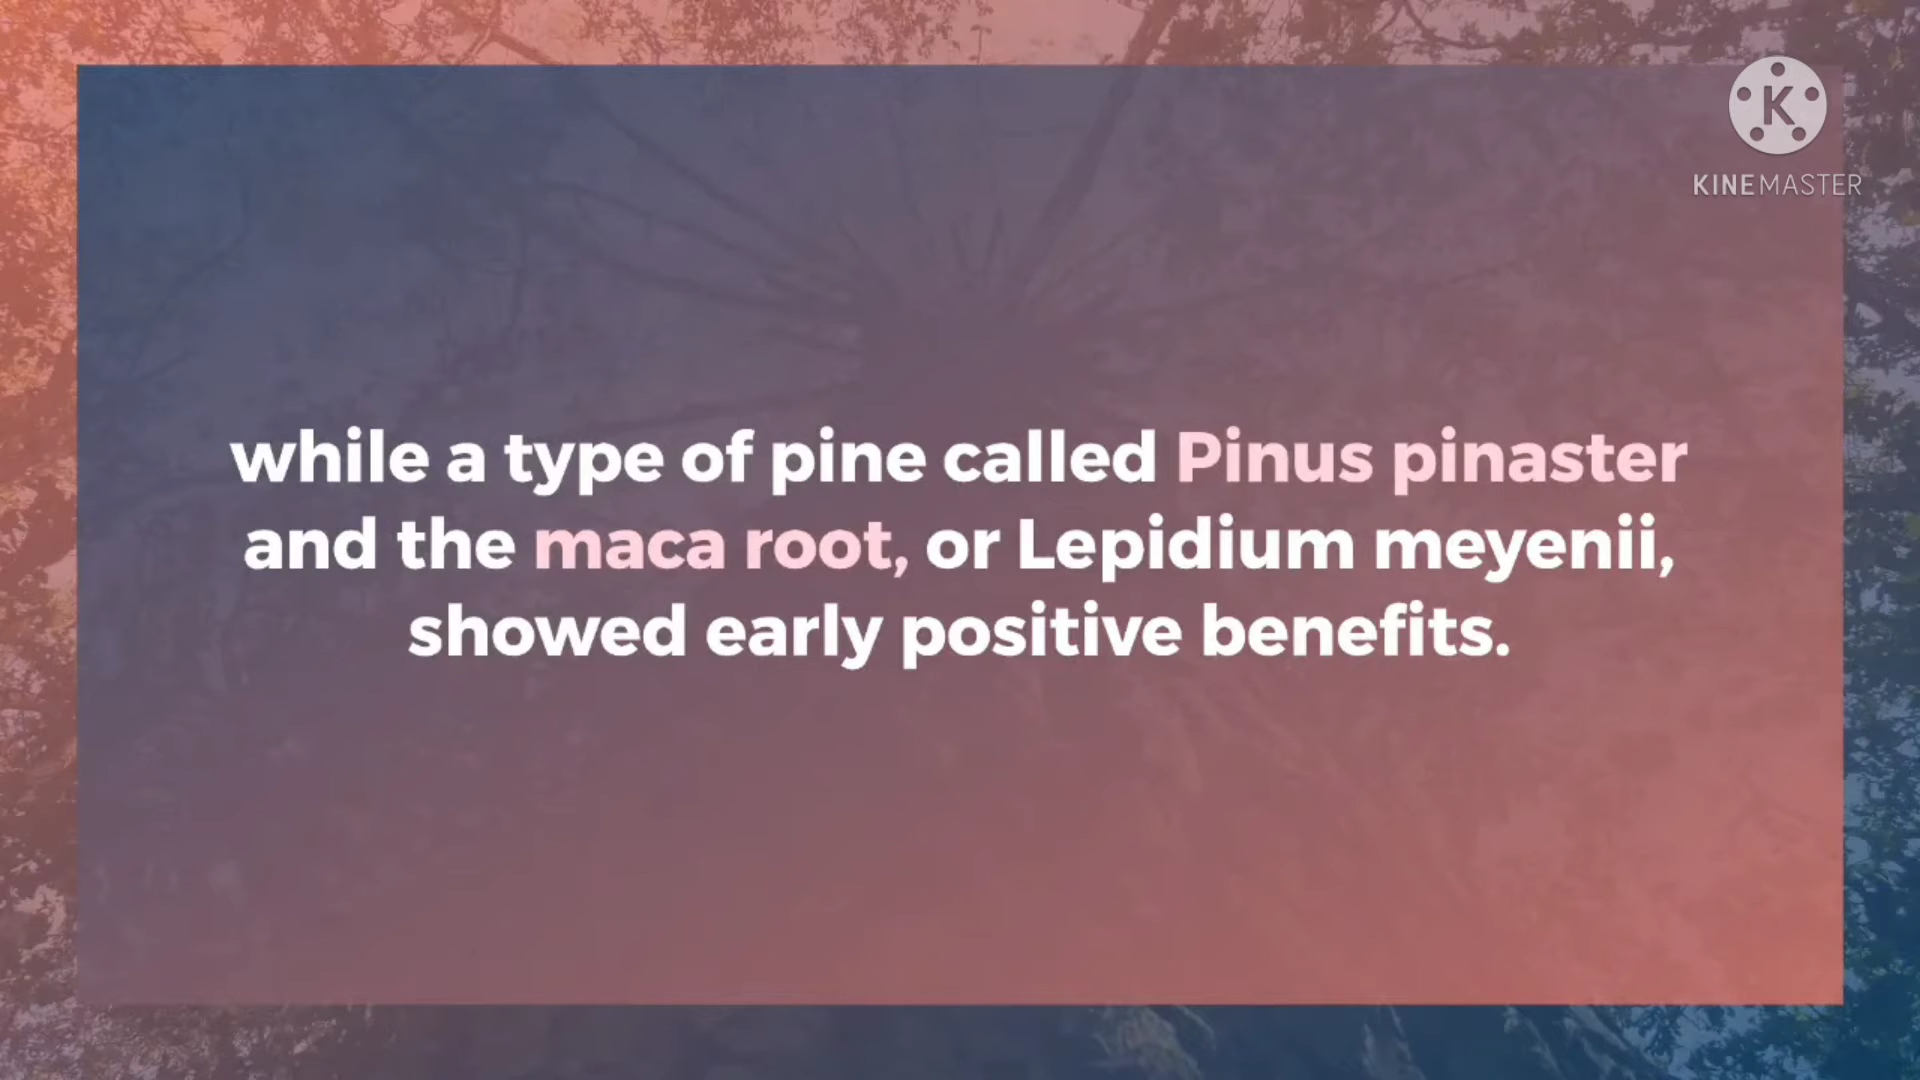 K
KINEMASTER
while a type of pine called Pinus pinaster
and the maca root, or Lepidium meyenii,
showed early positive benefits.